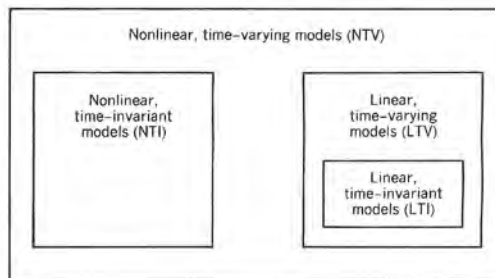 Nonlinear, time-varying models (NTV)
Nonlinear,
time-invariant
models (NTI)
Linear,
time-varying
models (LTV)
Linear,
time-invariant
models (LTI)